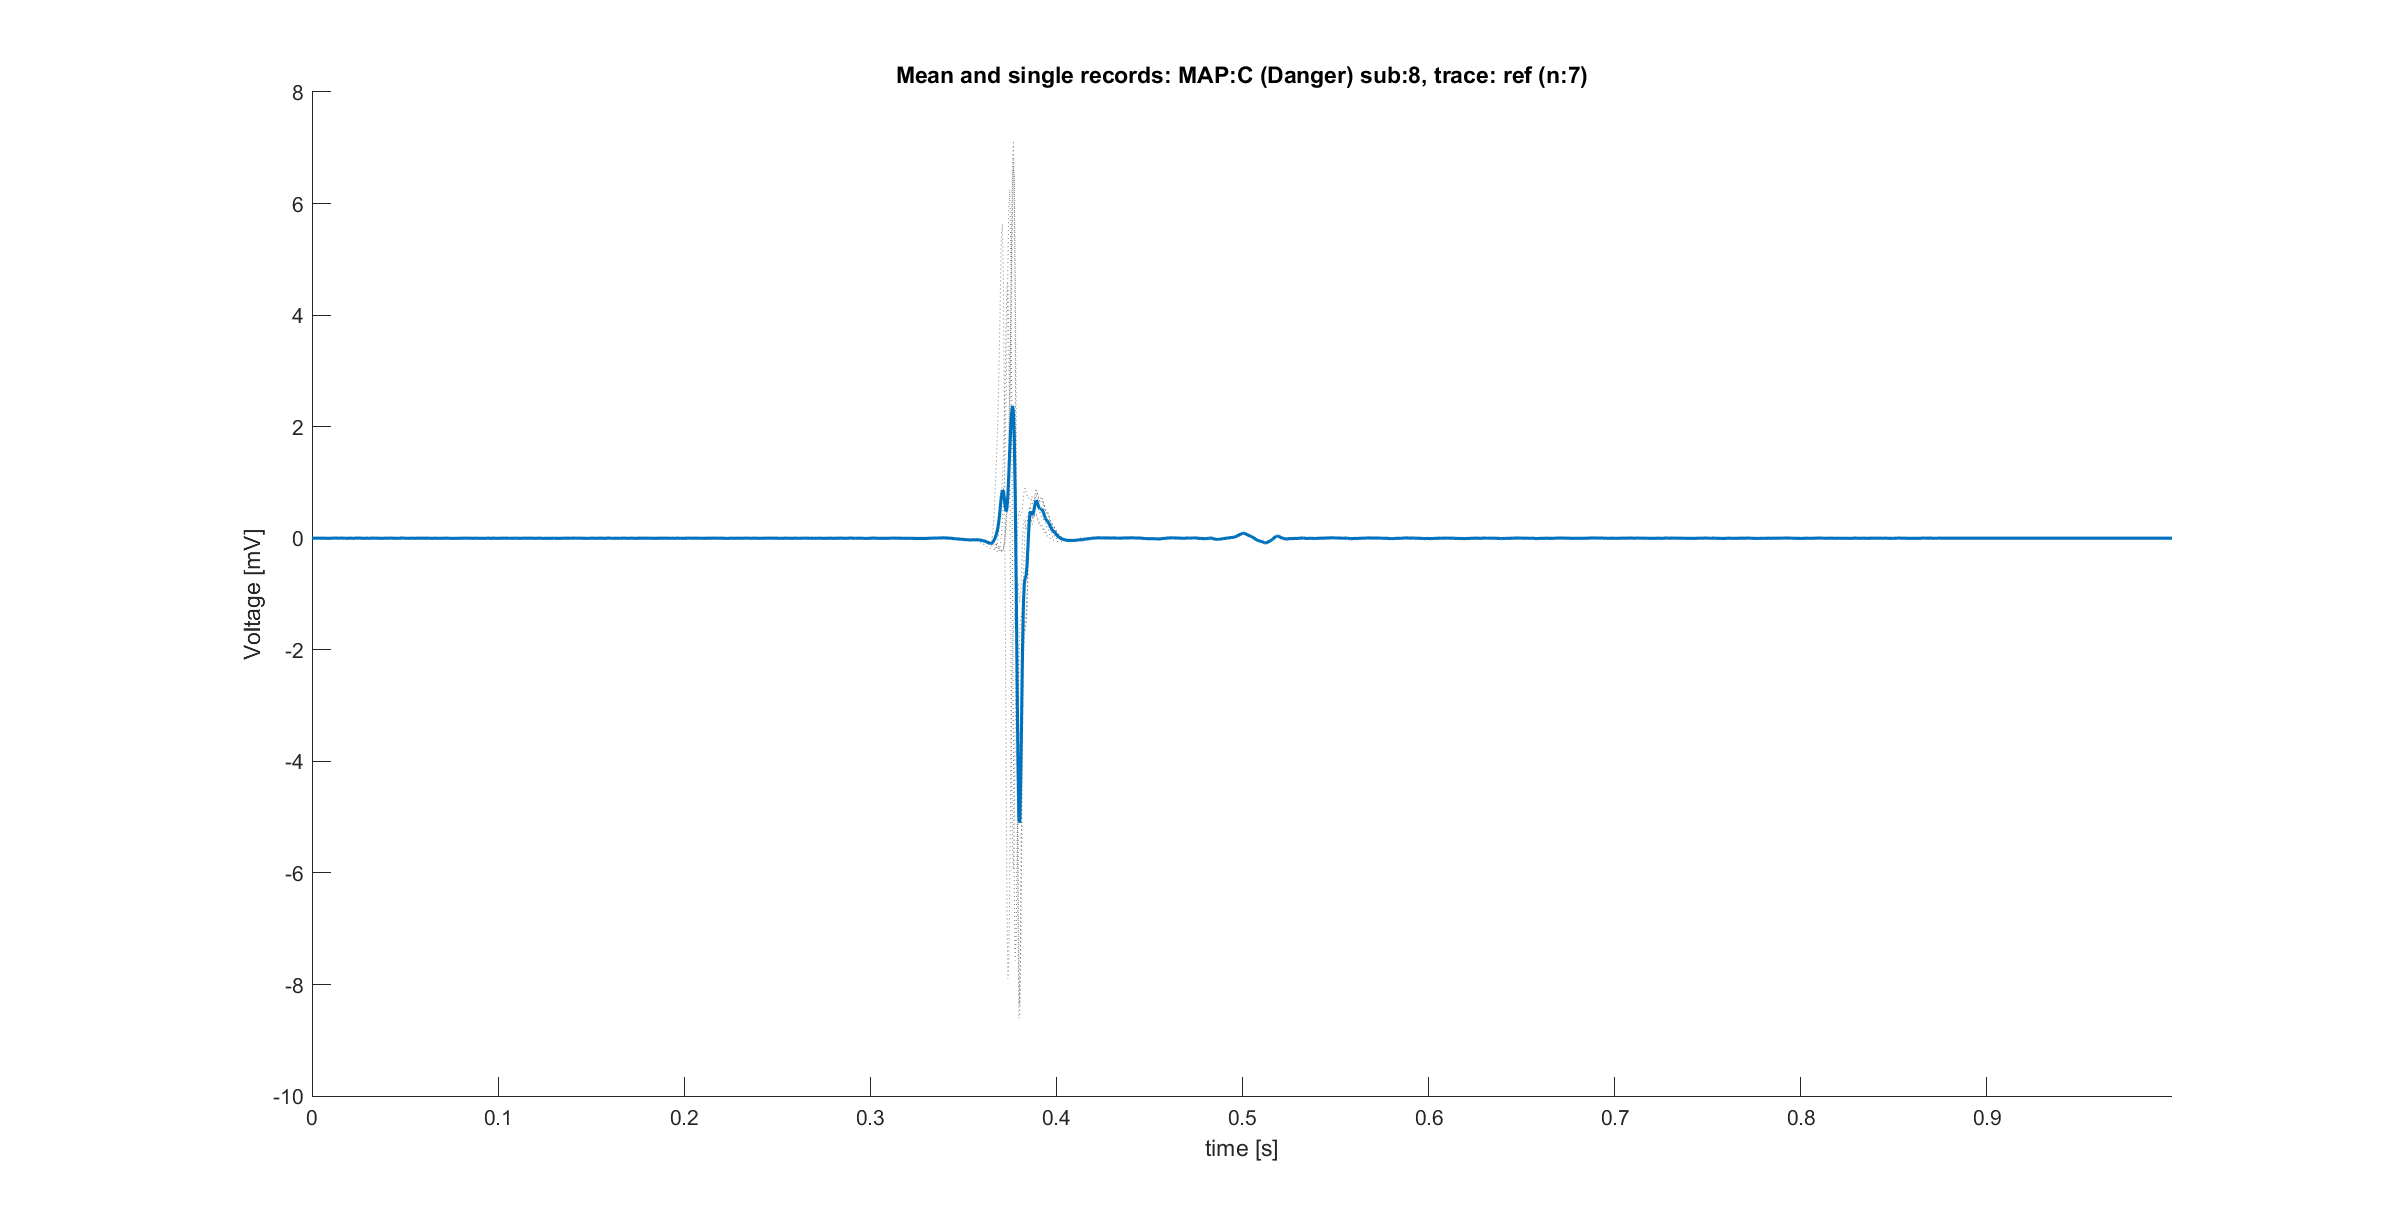 Mean and single records: MAP:C (Danger) sub:8, trace: ref (n:7)
8
6
4
2
0
-2
-4
-6
-8
-10
Voltage [mV]
0 0.1 0.2 0.3 0.4 0.5 0.6 0.7 0.8 0.9
time [s]